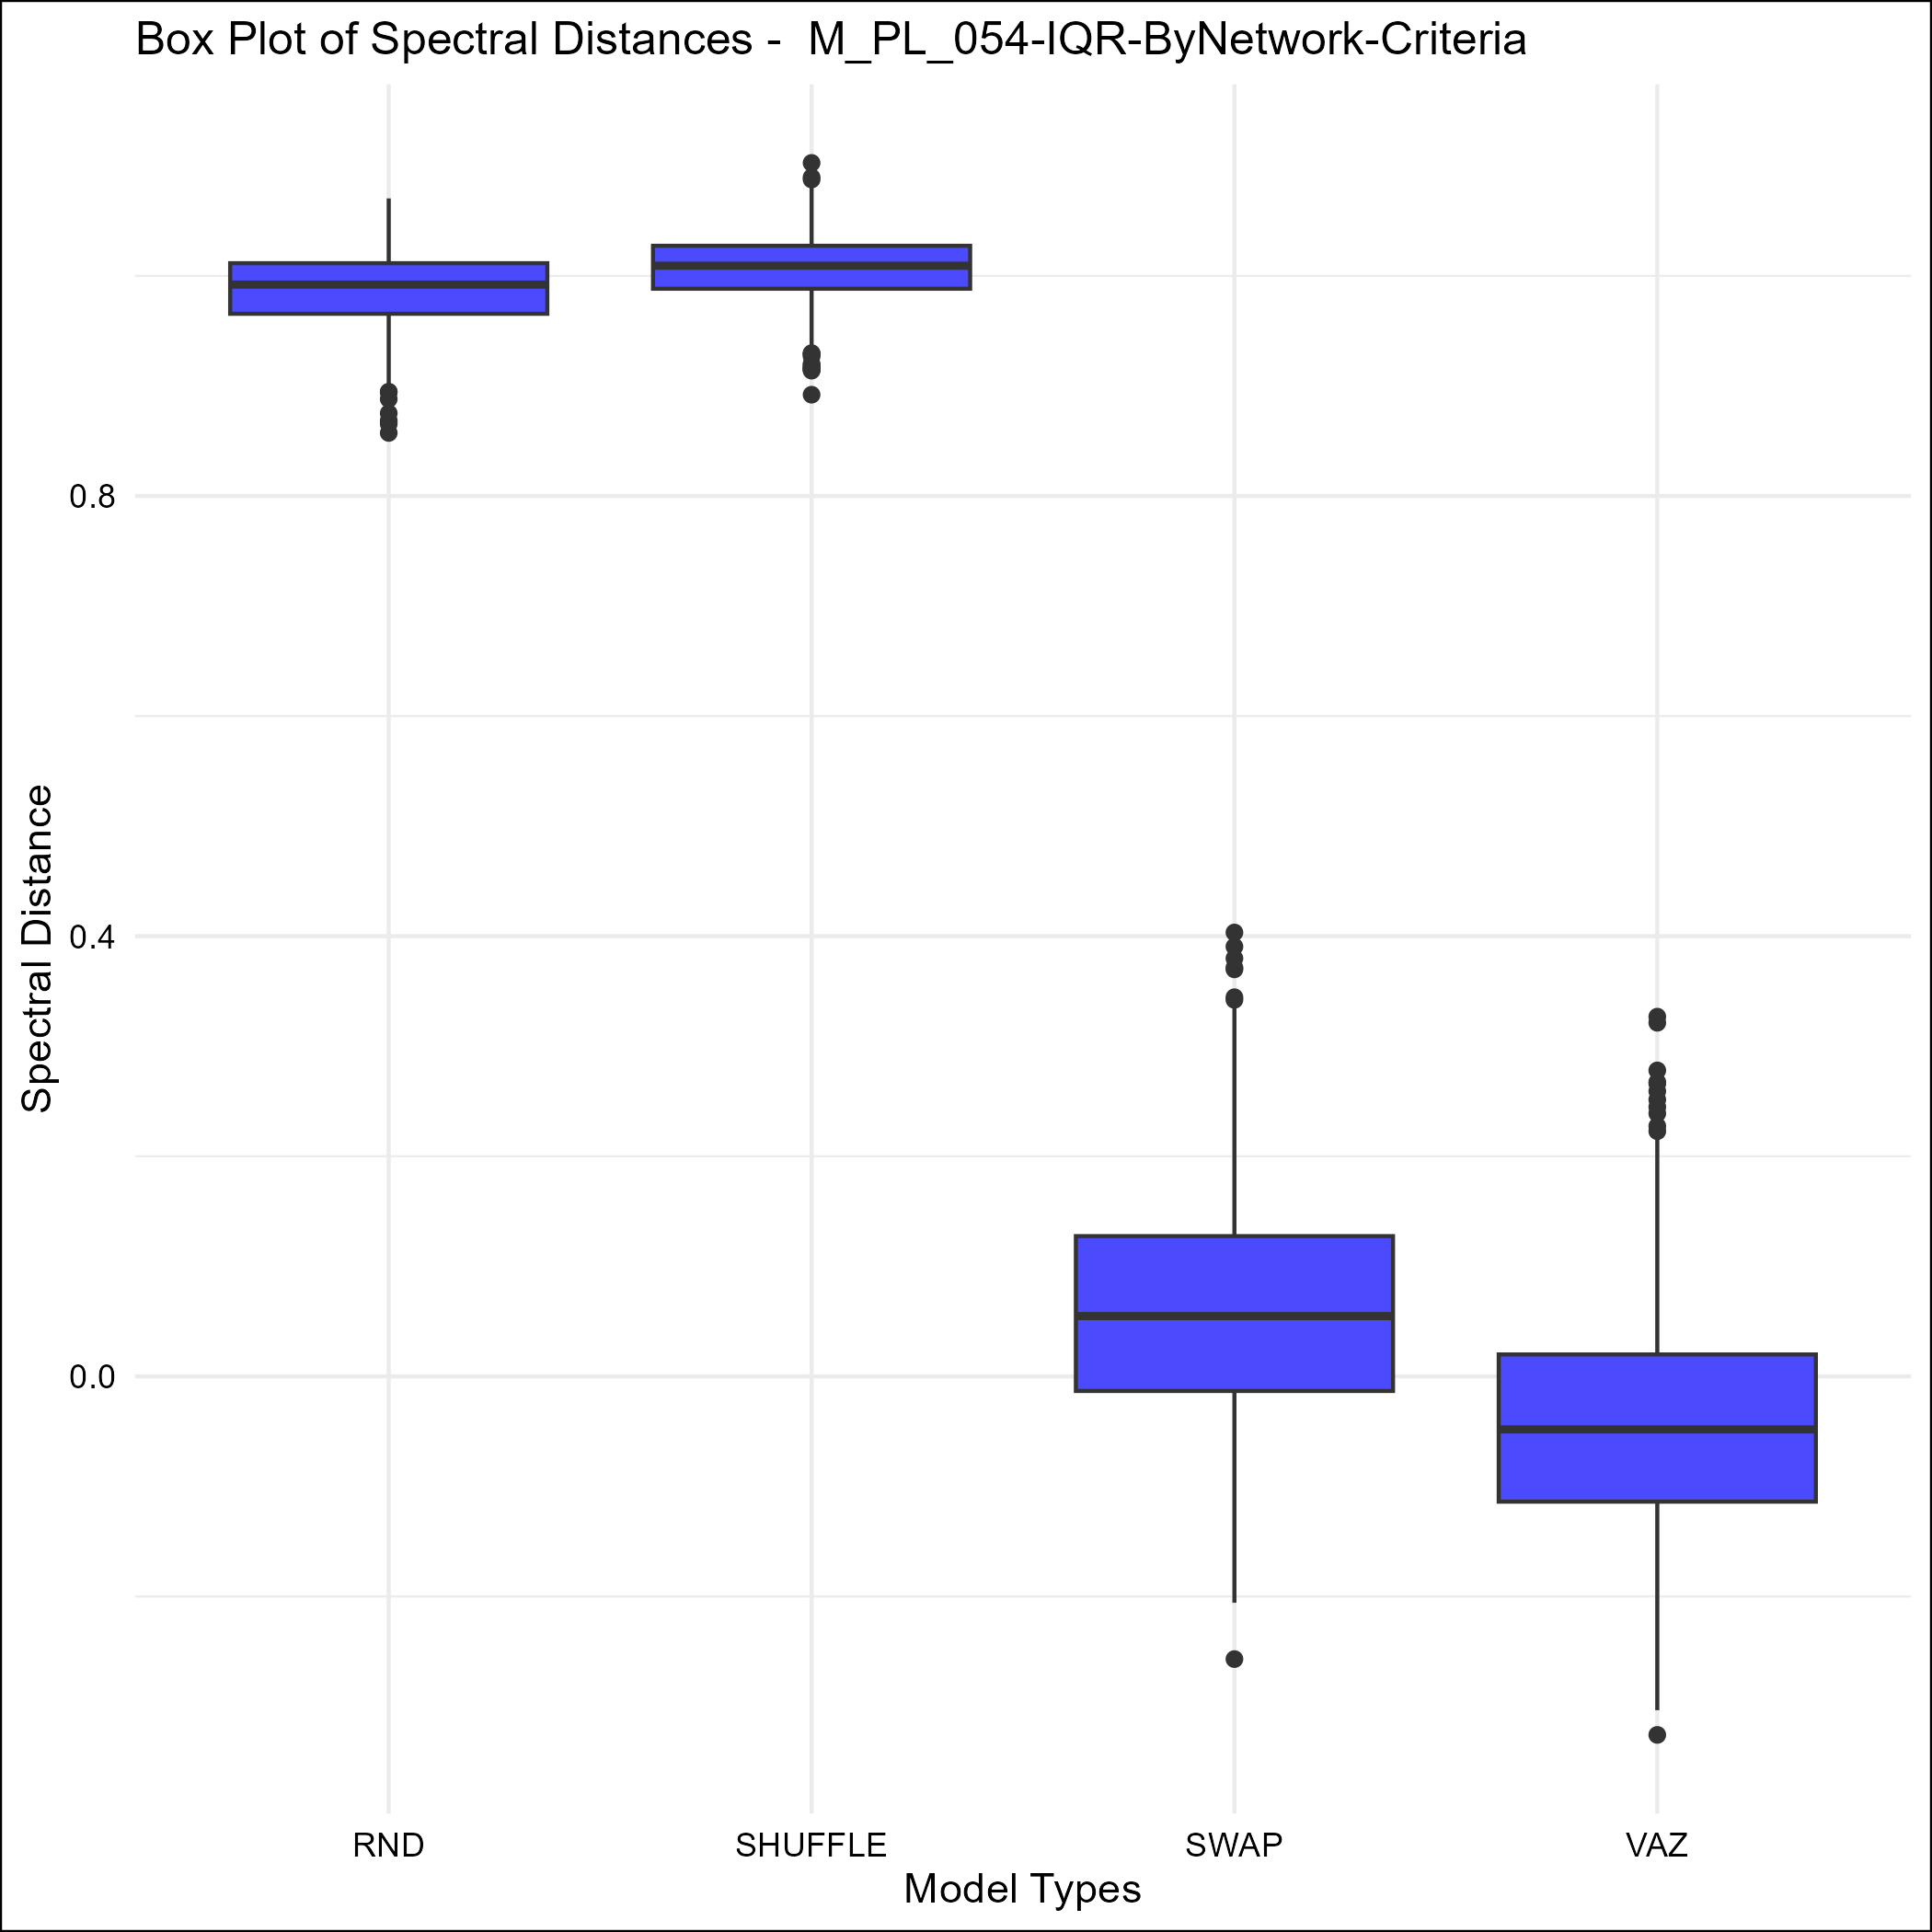 Box Plot of Spectral Distances -  M_PL_054-IQR-ByNetwork-Criteria
Spectral Distance
0.8
0.4
0.0
RND SHUFFLE SWAP VAZ
Model Types